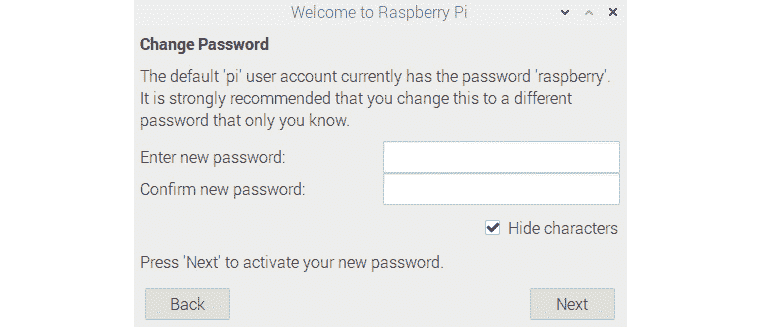 Welcome to Raspberry Pi
Change Password
The default 'pi' user account currently has the password 'raspberry'.
It is strongly recommended that you change this to a different
password that only you know.
Enter new password:
Confirm new password:
Hide characters
Press 'Next' to activate your new password.
Back
Next